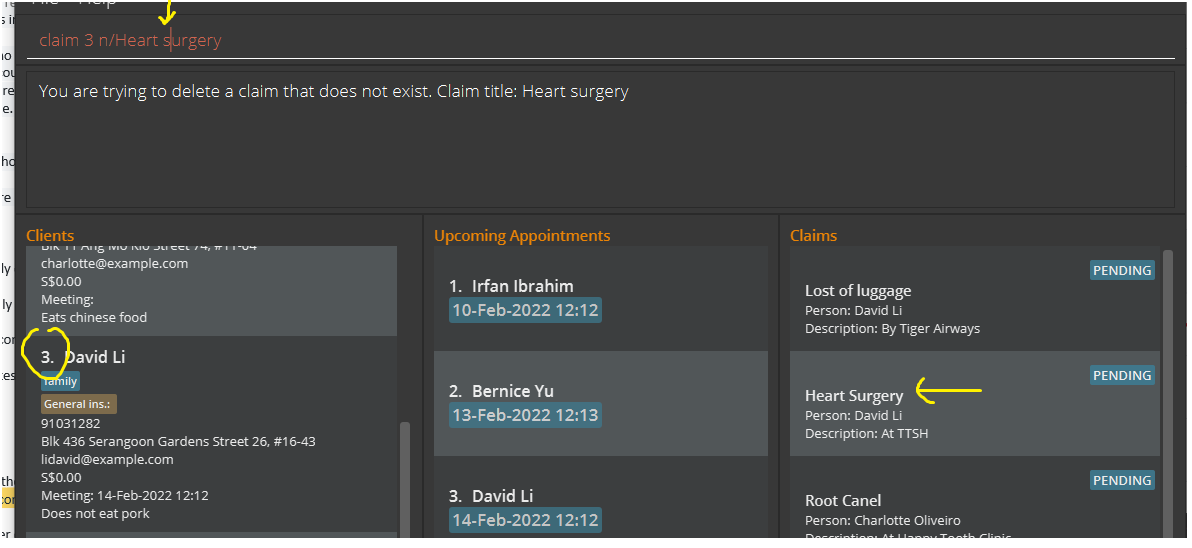 File Help
claim 3 n/Heart surgery
You are trying to delete a claim that does not exist. Claim title: Heart surgery
Clients
Blk 11 Ang Mo Kio Street 74, #11-04
charlotte@example.com
S$0.00
Meeting:
Eats chinese food
3. David Li
family
General ins.:
91031282
Blk 436 Serangoon Gardens Street 26, #16-43
lidavid@example.com
S$0.00
Meeting: 14-Feb-2022 12:12
Does not eat pork
Upcoming Appointments
1. Irfan Ibrahim
10-Feb-2022 12:12
2. Bernice Yu
13-Feb-2022 12:13
3. David Li
14-Feb-2022 12:12
Claims
PENDING
Lost of luggage
Person: David Li
Description: By Tiger Airways
PENDING
Heart Surgery
Person: David Li
Description: At TTSH
PENDING
Root Canel
Person: Charlotte Oliveiro
Description: At Happy Tooth Clinic